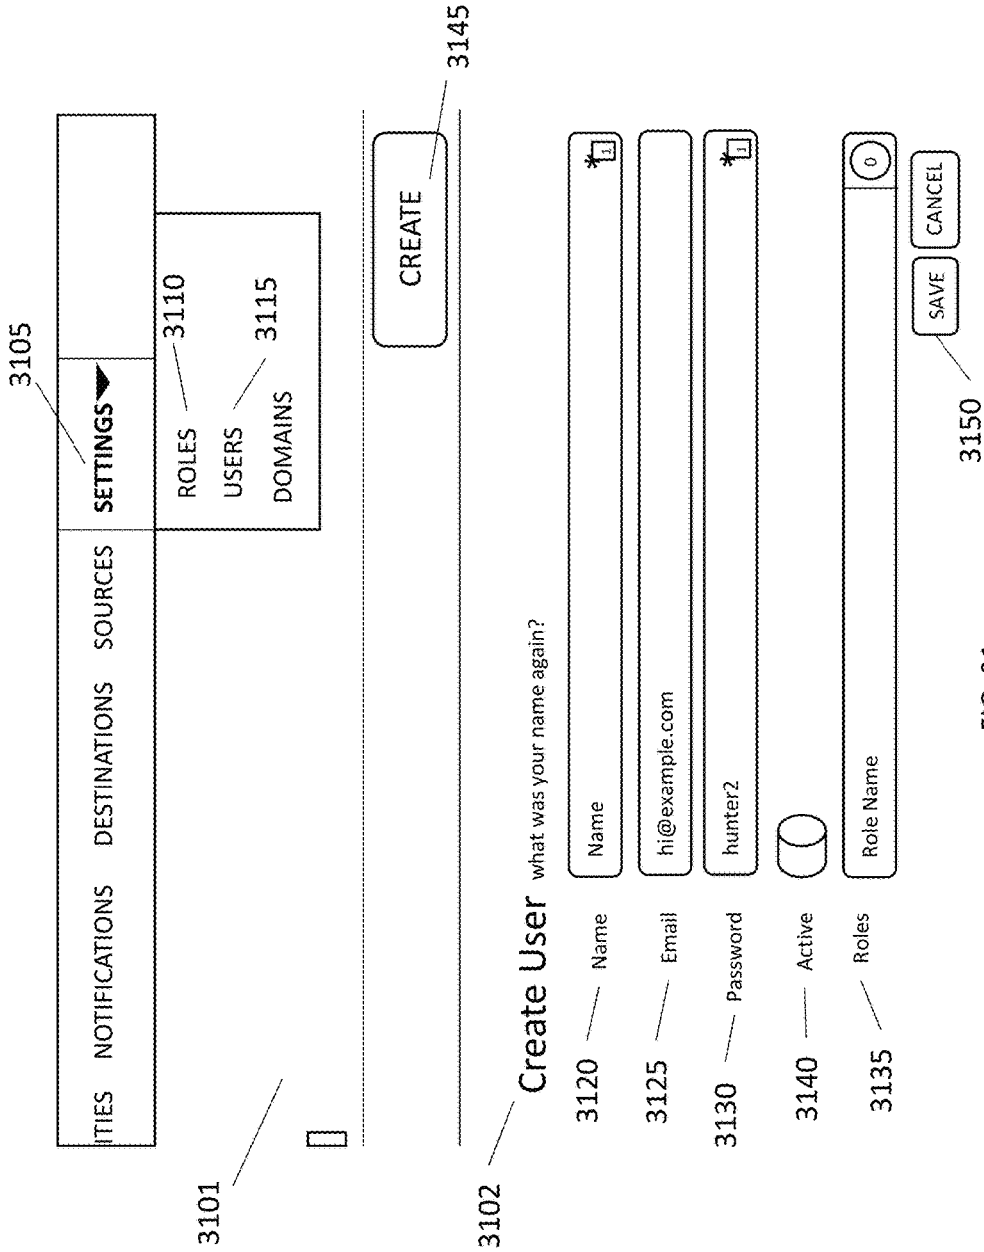 3105
ITIES NOTIFICATIONS DESTINATIONS SOURCES SETTINGS
ROLES 3110
USERS 3115
DOMAINS
3101
CREATE
3145
3102
Create User what was your name again?
3120 Name Name * 1
3125 Email hi@example.com
3130 Password hunter2 * 1
3140 Active
3135 Roles Role Name 0
SAVE CANCEL
3150